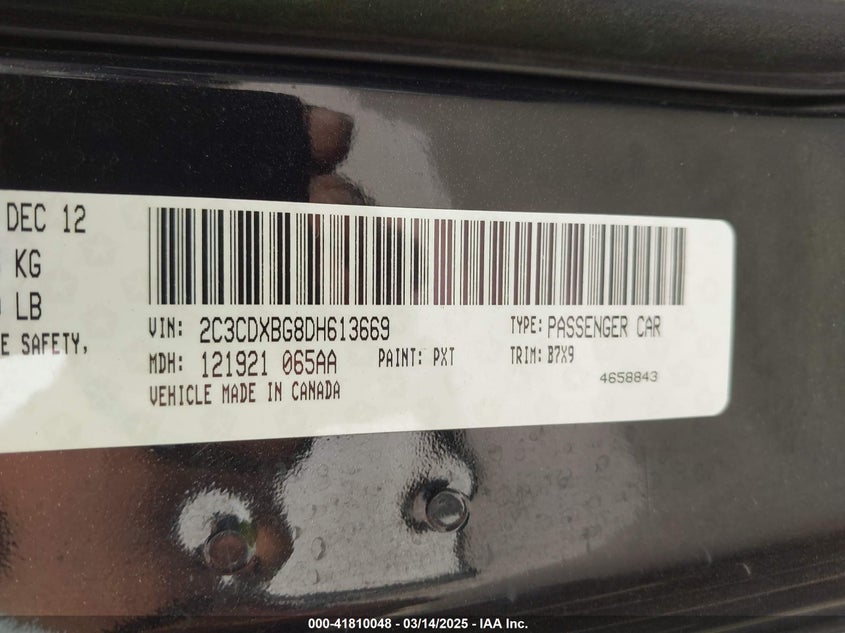 DEC 12
KG
LB
E SAFETY,
VIN: 2C3CDXBG8DH613669 TYPE: PASSENGER CAR
MDH: 121921 065AA PAINT: PXT TRIM: B7X9
VEHICLE MADE IN CANADA 4658843
000-41810048 - 03/14/2025 - IAA Inc.